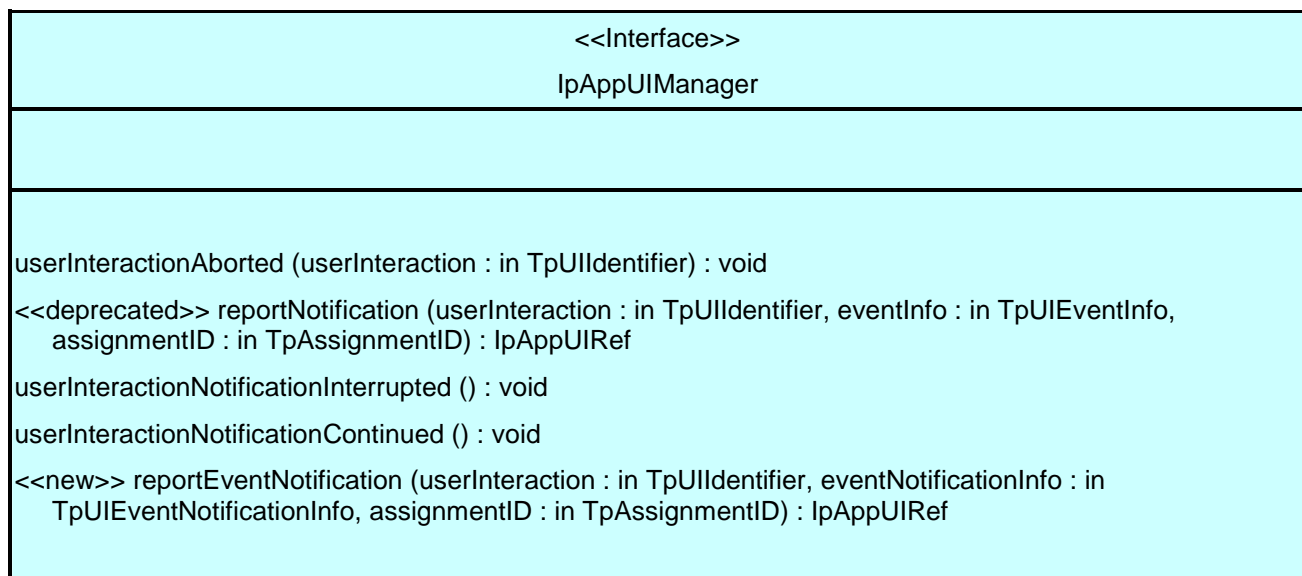 <<Interface>>
IpAppUIManager
userInteractionAborted (userInteraction : in TpUIIdentifier) : void
<<deprecated>> reportNotification (userInteraction : in TpUIIdentifier, eventInfo : in TpUIEventInfo,
assignmentID : in TpAssignmentID) : IpAppUIRef
userInteractionNotificationInterrupted () : void
userInteractionNotificationContinued () : void
<<new>> reportEventNotification (userInteraction : in TpUIIdentifier, eventNotificationInfo : in
TpUIEventNotificationInfo, assignmentID : in TpAssignmentID) : IpAppUIRef